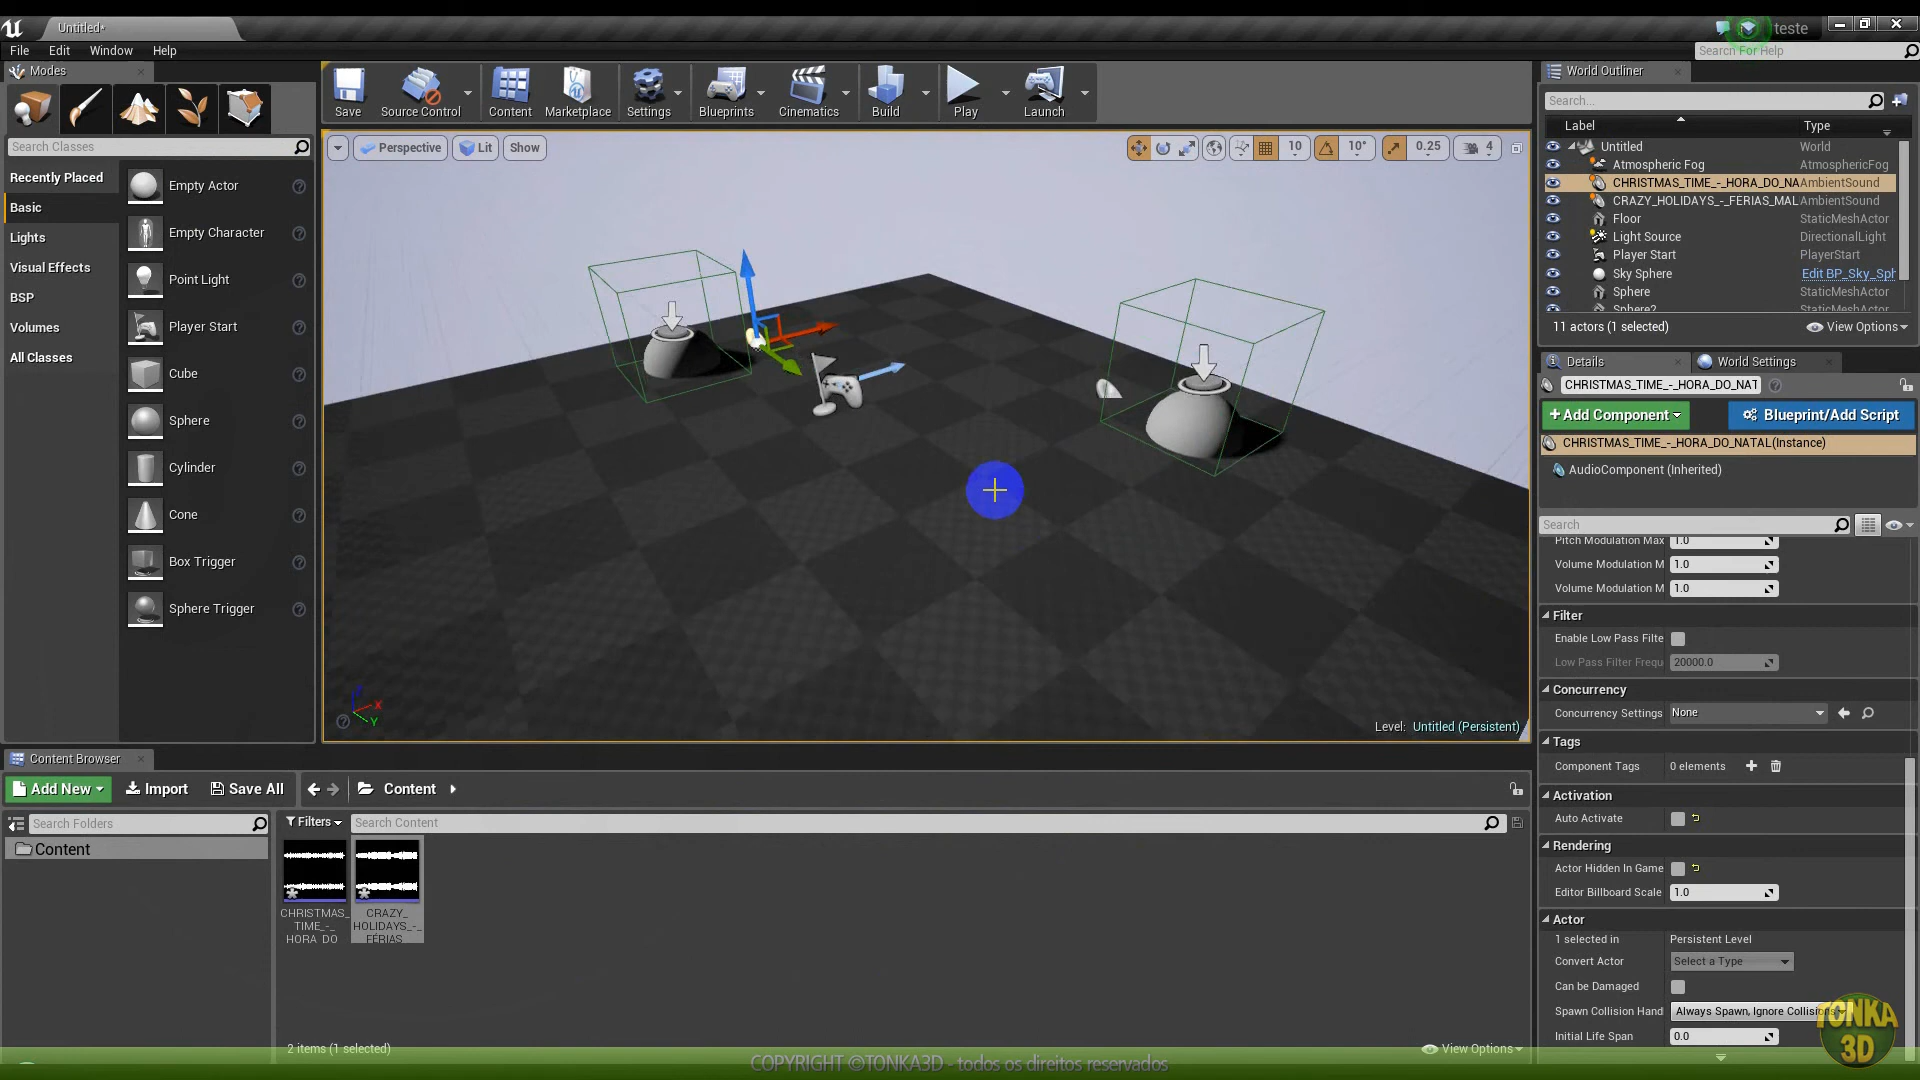 Untitled*
teste
File Edit Window Help
Search For Help
Modes
Save Source Control Content Marketplace Settings Blueprints Cinematics Build Play Launch
World Outliner
Search...
Label Type
Search Classes
Perspective Lit Show
10 10° 0.25 4
Untitled World
Atmospheric Fog AtmosphericFog
CHRISTMAS_TIME_-_HORA_DO_NA AmbientSound
CRAZY_HOLIDAYS_-_FERIAS_MAL AmbientSound
Floor StaticMeshActor
Light Source DirectionalLight
Player Start PlayerStart
Sky Sphere Edit BP_Sky_Sph
Sphere StaticMeshActor
Sphere2 StaticMeshActor
11 actors (1 selected) View Options
Recently Placed
Basic
Lights
Visual Effects
BSP
Volumes
All Classes
Empty Actor
Empty Character
Point Light
Player Start
Cube
Sphere
Cylinder
Cone
Box Trigger
Sphere Trigger
Details World Settings
CHRISTMAS_TIME_-_HORA_DO_NAT
+Add Component Blueprint/Add Script
CHRISTMAS_TIME_-_HORA_DO_NATAL(Instance)
AudioComponent (Inherited)
Search
Pitch Modulation Max 1.0
Volume Modulation M 1.0
Volume Modulation M 1.0
Filter
Enable Low Pass Filte
Low Pass Filter Frequ 20000.0
Concurrency
Concurrency Settings None
Tags
Component Tags 0 elements
Activation
Auto Activate
Rendering
Actor Hidden In Game
Editor Billboard Scale 1.0
Actor
1 selected in Persistent Level
Convert Actor Select a Type
Can be Damaged
Spawn Collision Hand Always Spawn, Ignore Collisions
Initial Life Span 0.0
Z
X
Y
Level: Untitled (Persistent)
Content Browser
Add New Import Save All Content
Search Folders
Filters Search Content
Content
CHRISTMAS_
TIME_-_
HORA_DO
CRAZY_
HOLIDAYS_-_
FÉRIAS
2 items (1 selected) View Options
COPYRIGHT ©TONKA3D - todos os direitos reservados
TONKA
3D